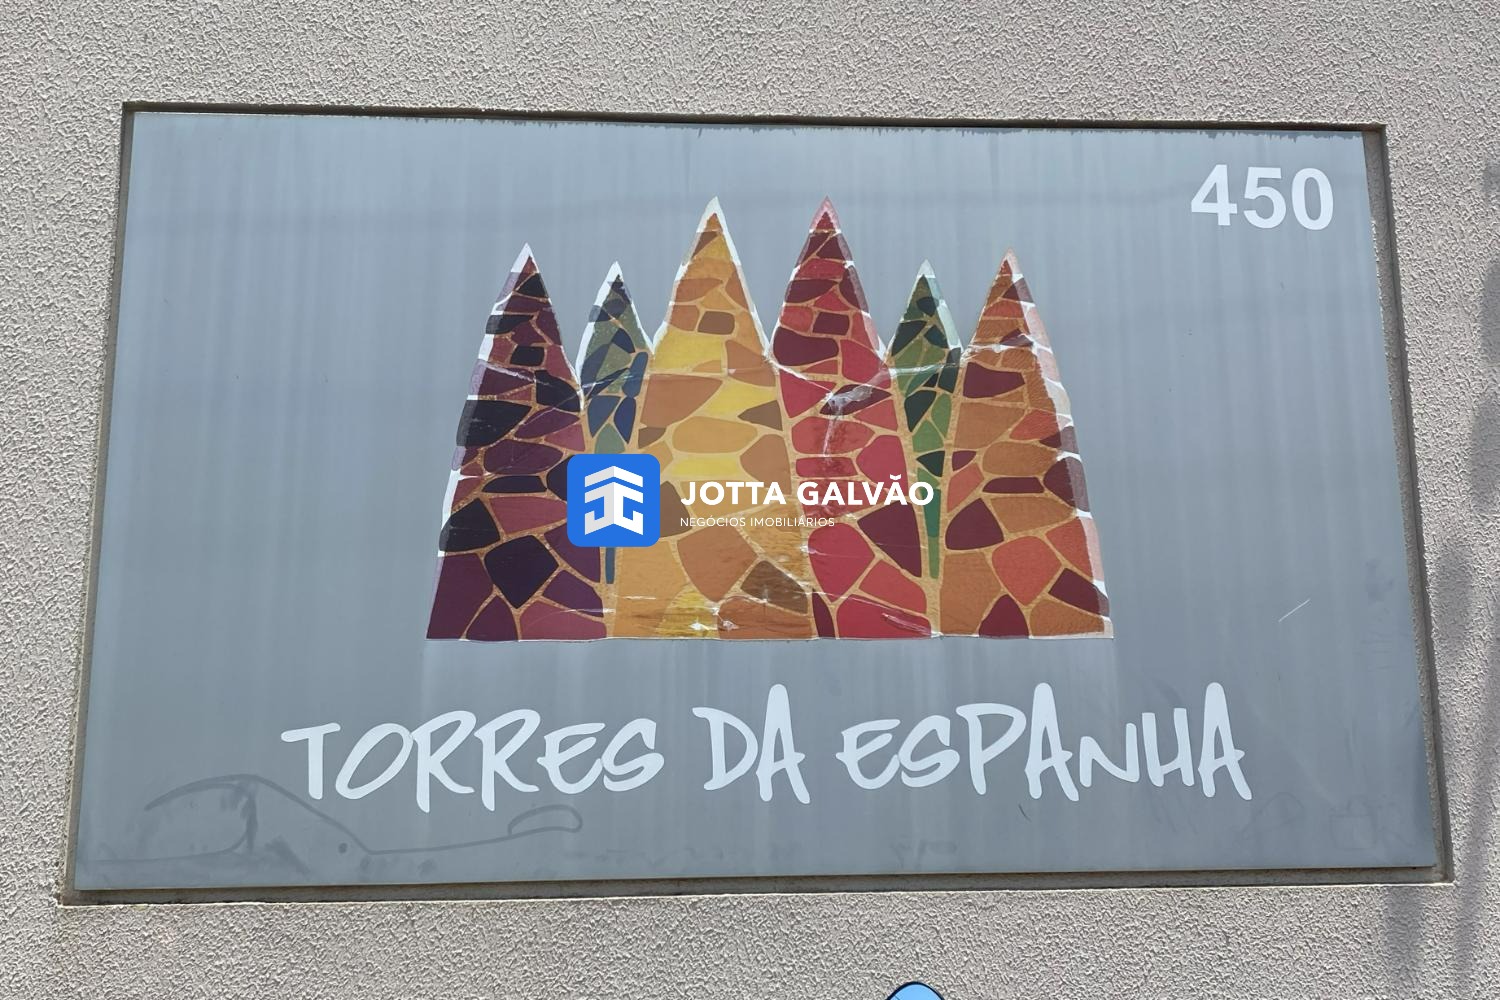 450
JOTTA GALVÃO
NEGÓCIOS IMOBILIÁRIOS
TORRES DA ESPANHA